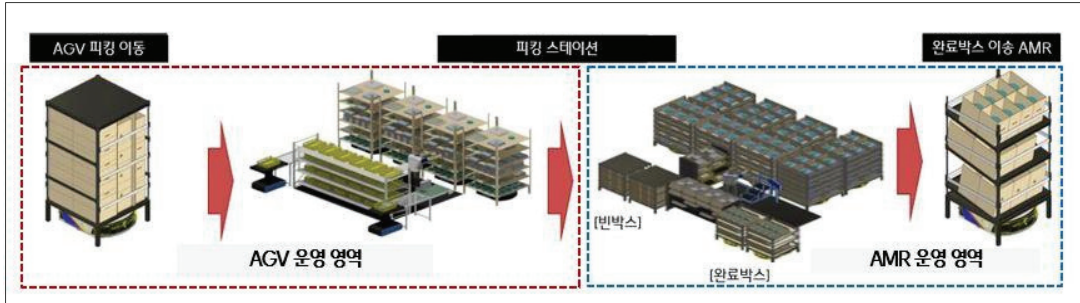 AGV 피킹 이동
피킹 스테이션
완료박스 이송 AMR
[빈박스]
AGV 운영 영역
[완료박스]
AMR 운영 영역